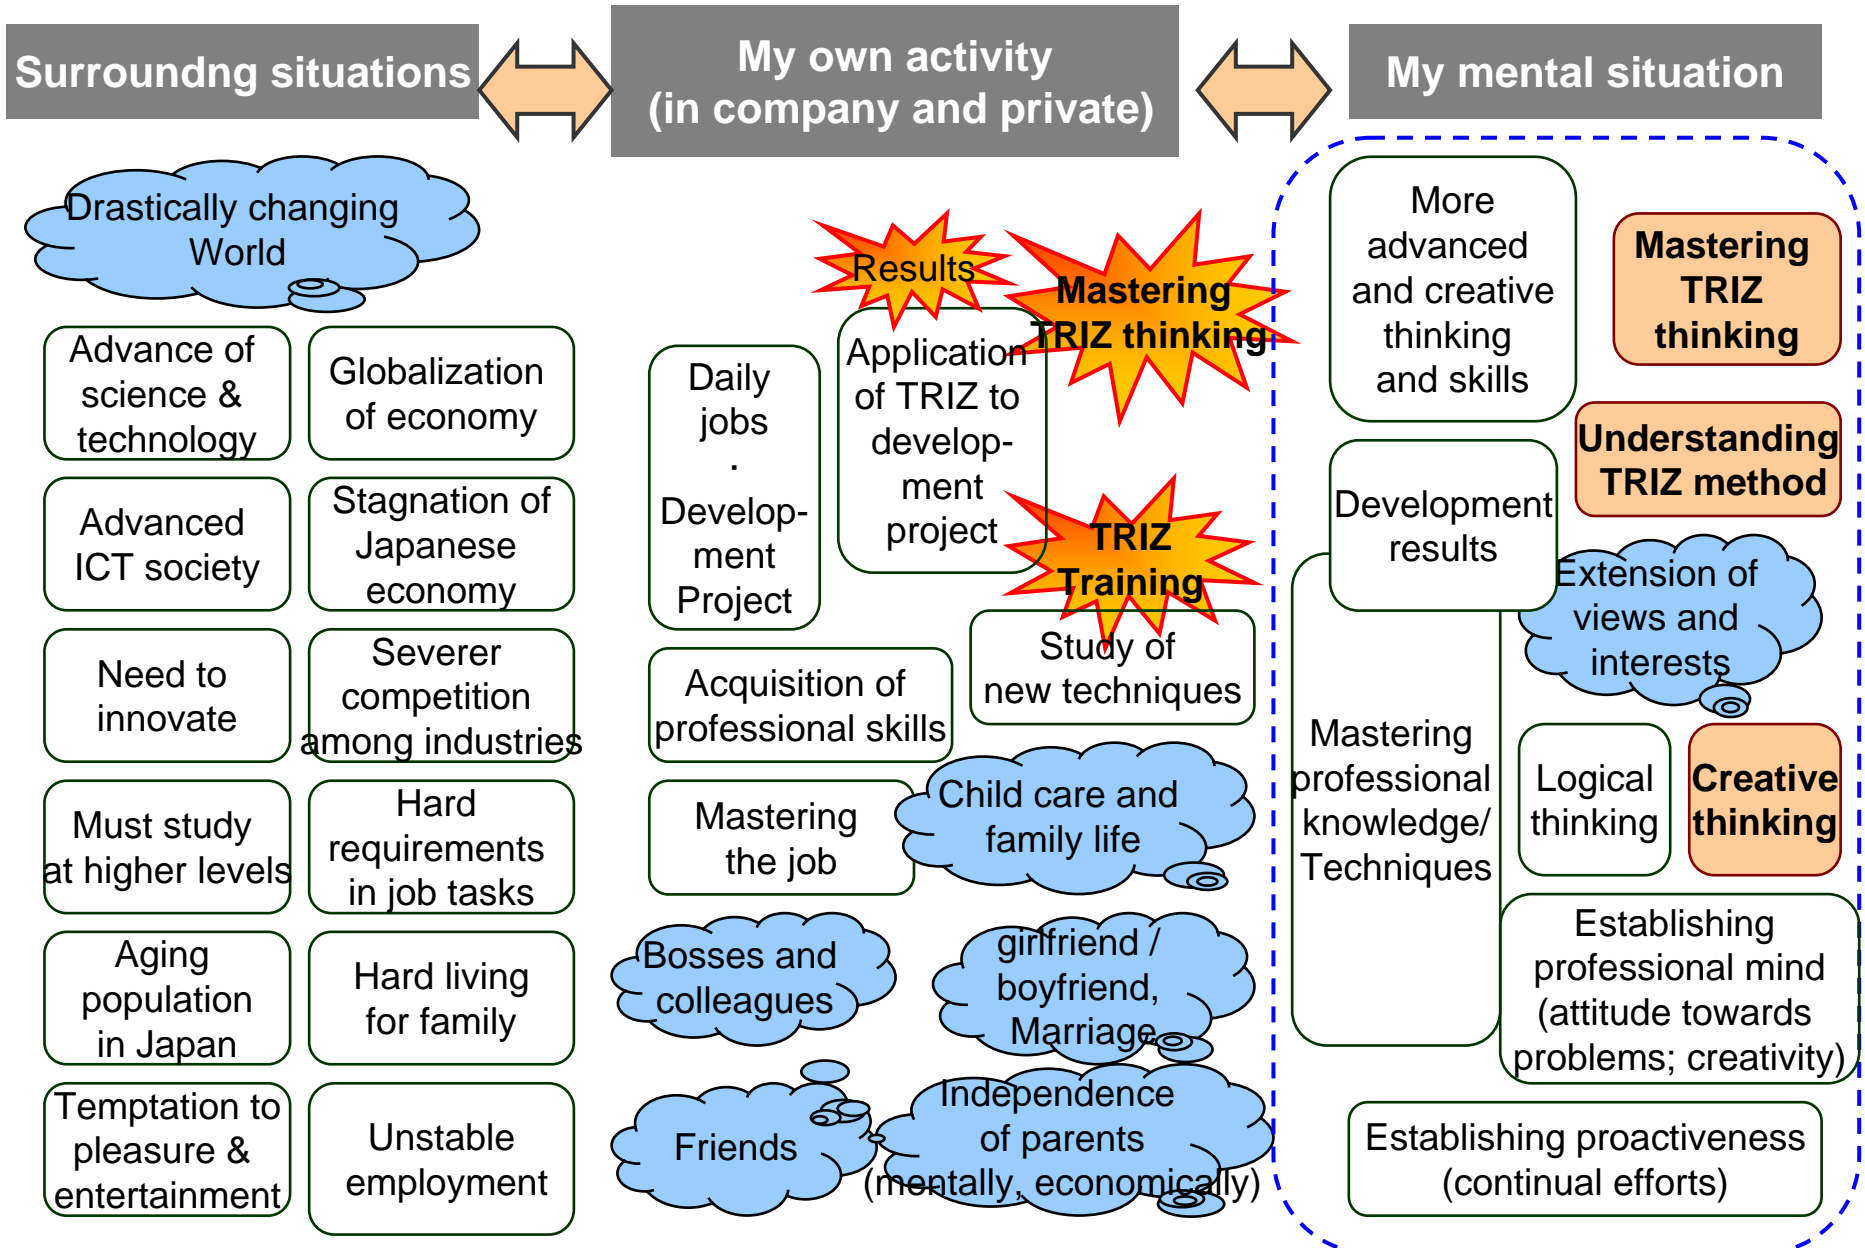 Surroundng situations
My own activity
(in company and private)
My mental situation
Drastically changing
World
Advance of
science &
technology
Globalization
of economy
Advanced
ICT society
Stagnation of
Japanese
economy
Need to
innovate
Severer
competition
among industries
Must study
at higher levels
Hard
requirements
in job tasks
Aging
population
in Japan
Hard living
for family
Temptation to
pleasure &
entertainment
Unstable
employment
Results
Mastering
TRIZ thinking
Daily
jobs
·
Develop-
ment
Project
Application
of TRIZ to
develop-
ment
project
TRIZ
Training
Study of
new techniques
Acquisition of
professional skills
Mastering
the job
Child care and
family life
Bosses and
colleagues
girlfriend /
boyfriend,
Marriage
Friends
Independence
of parents
(mentally, economically)
More
advanced
and creative
thinking
and skills
Mastering
TRIZ
thinking
Understanding
TRIZ method
Development
results
Extension of
views and
interests
Mastering
professional
knowledge/
Techniques
Logical
thinking
Creative
thinking
Establishing
professional mind
(attitude towards
problems; creativity)
Establishing proactiveness
(continual efforts)